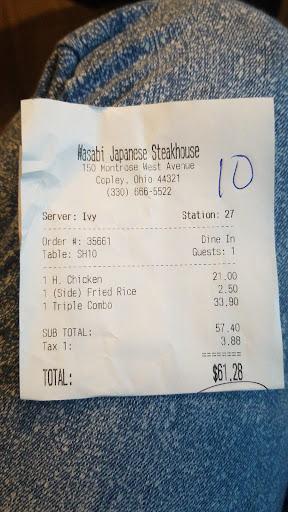 Wasabi Japanese Steakhouse
150 Montrose West Avenue
Copley, Ohio 44321
(330) 666-5522
10
Server: Ivy Station: 27
Order #: 35661 Dine In
Table: SH10 Guests: 1
1 H. Chicken 21.00
1 (Side) Fried Rice 2.50
1 Triple Combo 33.90
SUB TOTAL: 57.40
Tax 1: 3.88
========
TOTAL: $61.28